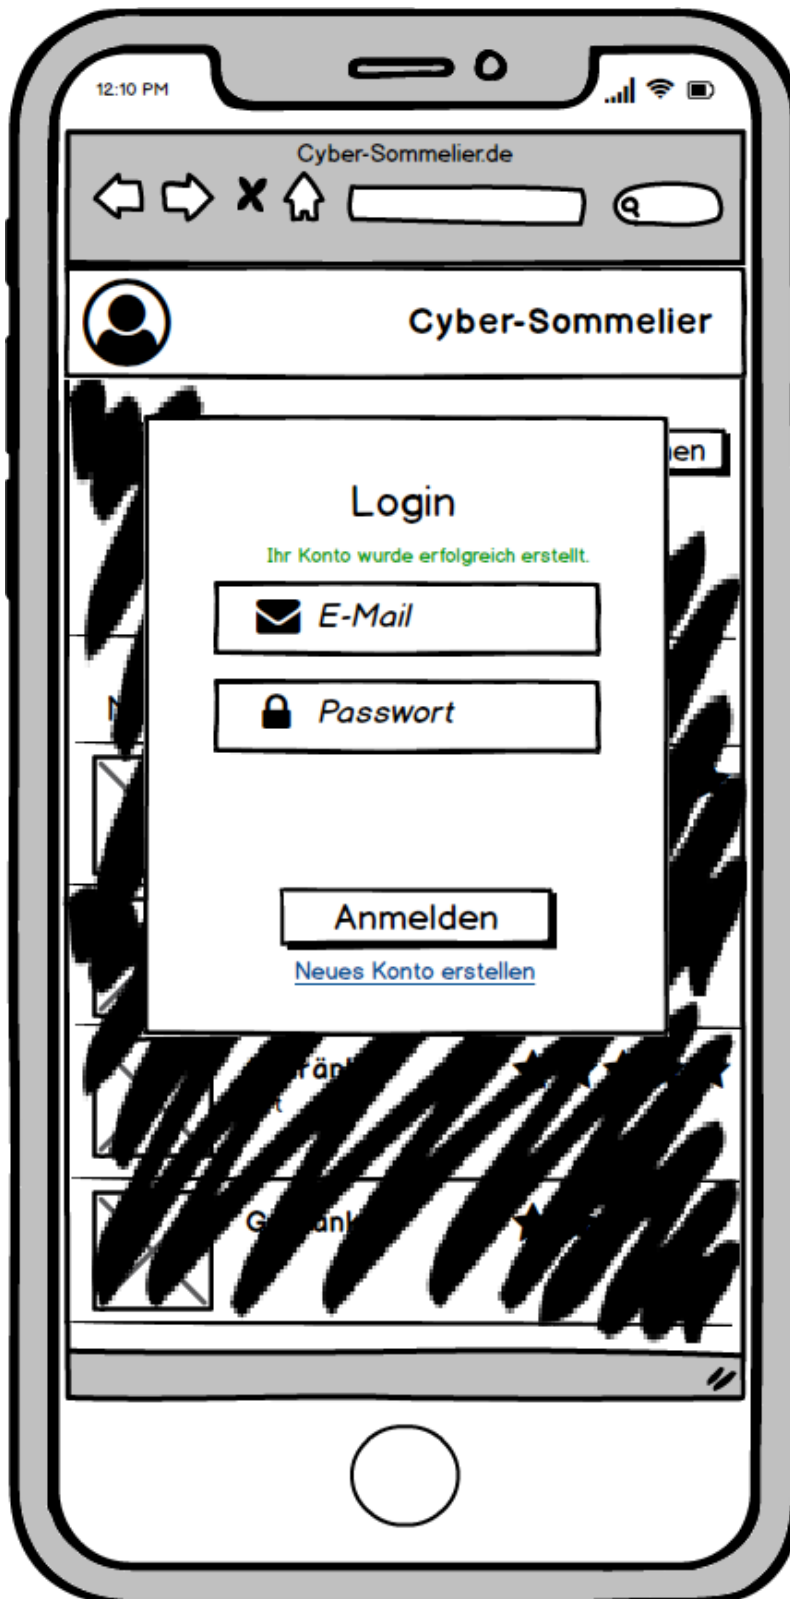 12:10 PM
Cyber-Sommelier.de
Cyber-Sommelier
Login
Ihr Konto wurde erfolgreich erstellt.
E-Mail
Passwort
Anmelden
Neues Konto erstellen